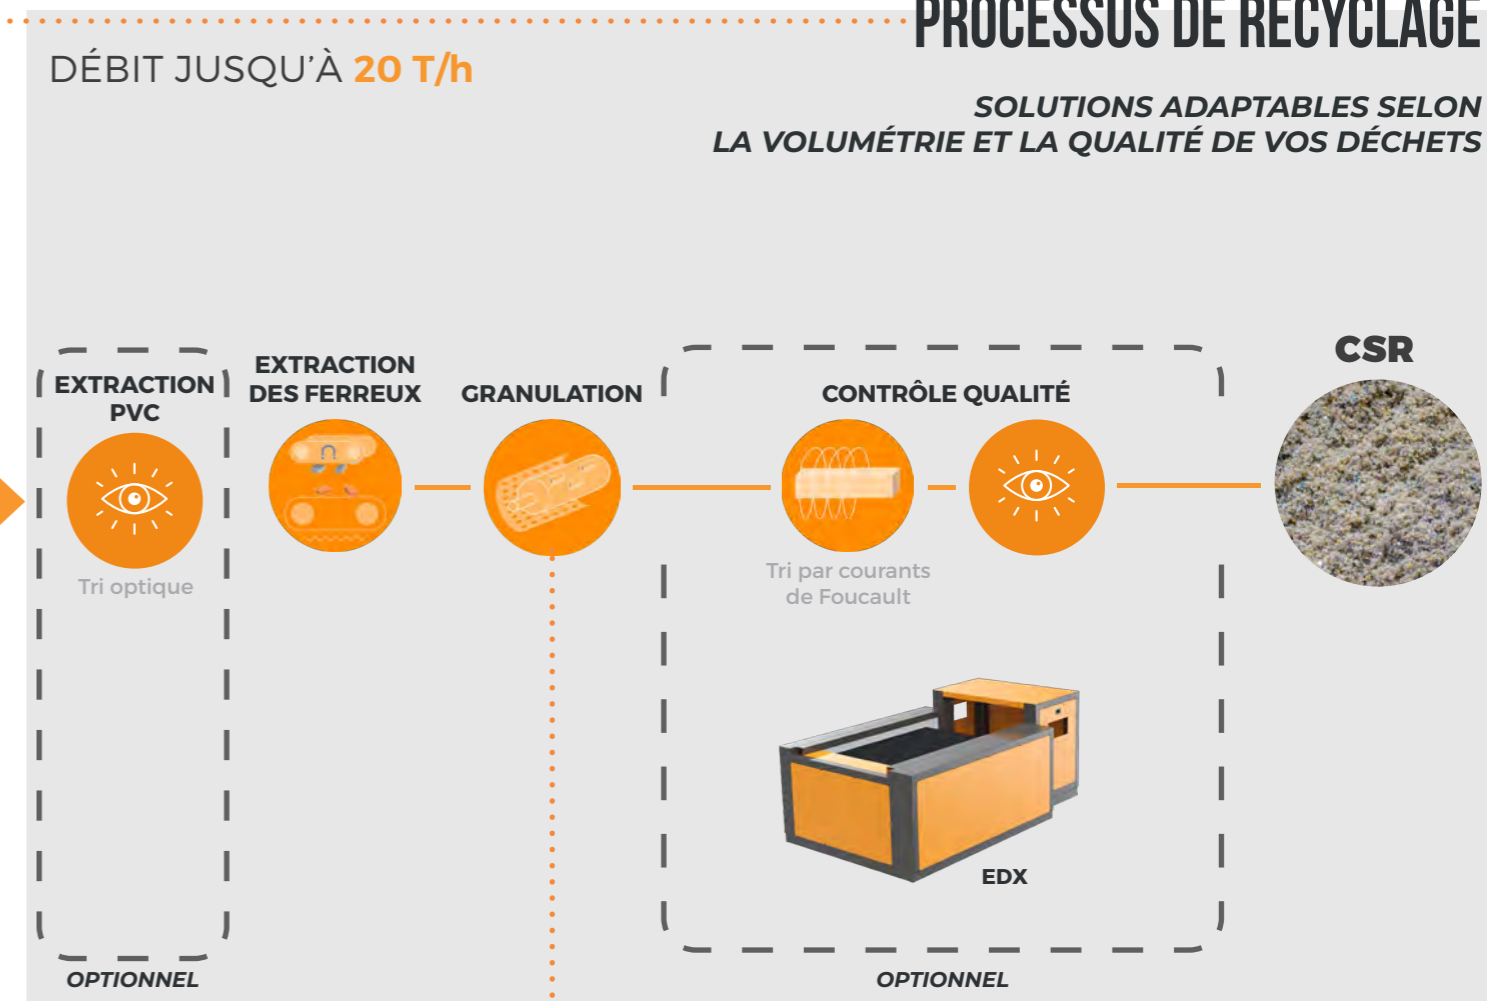 PROCESSUS DE RECYCLAGE
DÉBIT JUSQU'À 20 T/h
SOLUTIONS ADAPTABLES SELON
LA VOLUMÉTRIE ET LA QUALITÉ DE VOS DÉCHETS
EXTRACTION
PVC
Tri optique
OPTIONNEL
EXTRACTION
DES FERREUX
GRANULATION
CONTRÔLE QUALITÉ
Tri par courants
de Foucault
EDX
OPTIONNEL
CSR